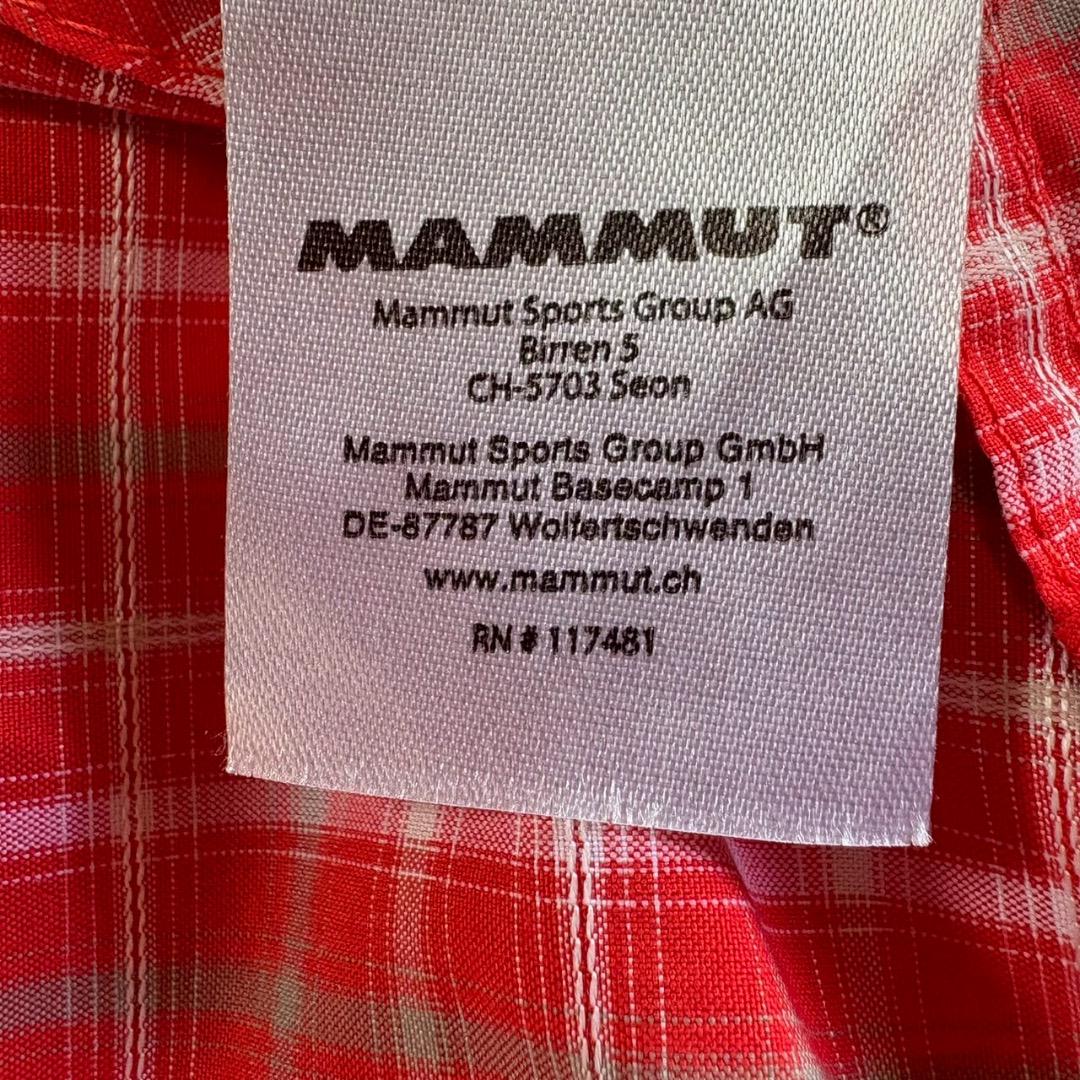 MAMMUT®
Mammut Sports Group AG
Birren 5
CH-5703 Seon
Mammut Sports Group GmbH
Mammut Basecamp 1
DE-87787 Wolfertschwenden
www.mammut.ch
RN # 117481